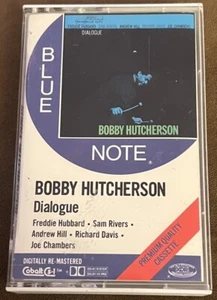 DIALOGUE
BOBBY HUTCHERSON
BLUE
NOTE®
BOBBY HUTCHERSON
Dialogue
Freddie Hubbard • Sam Rivers •
Andrew Hill • Richard Davis •
Joe Chambers
DIGITALLY RE-MASTERED
PREMIUM QUALITY
CASSETTE